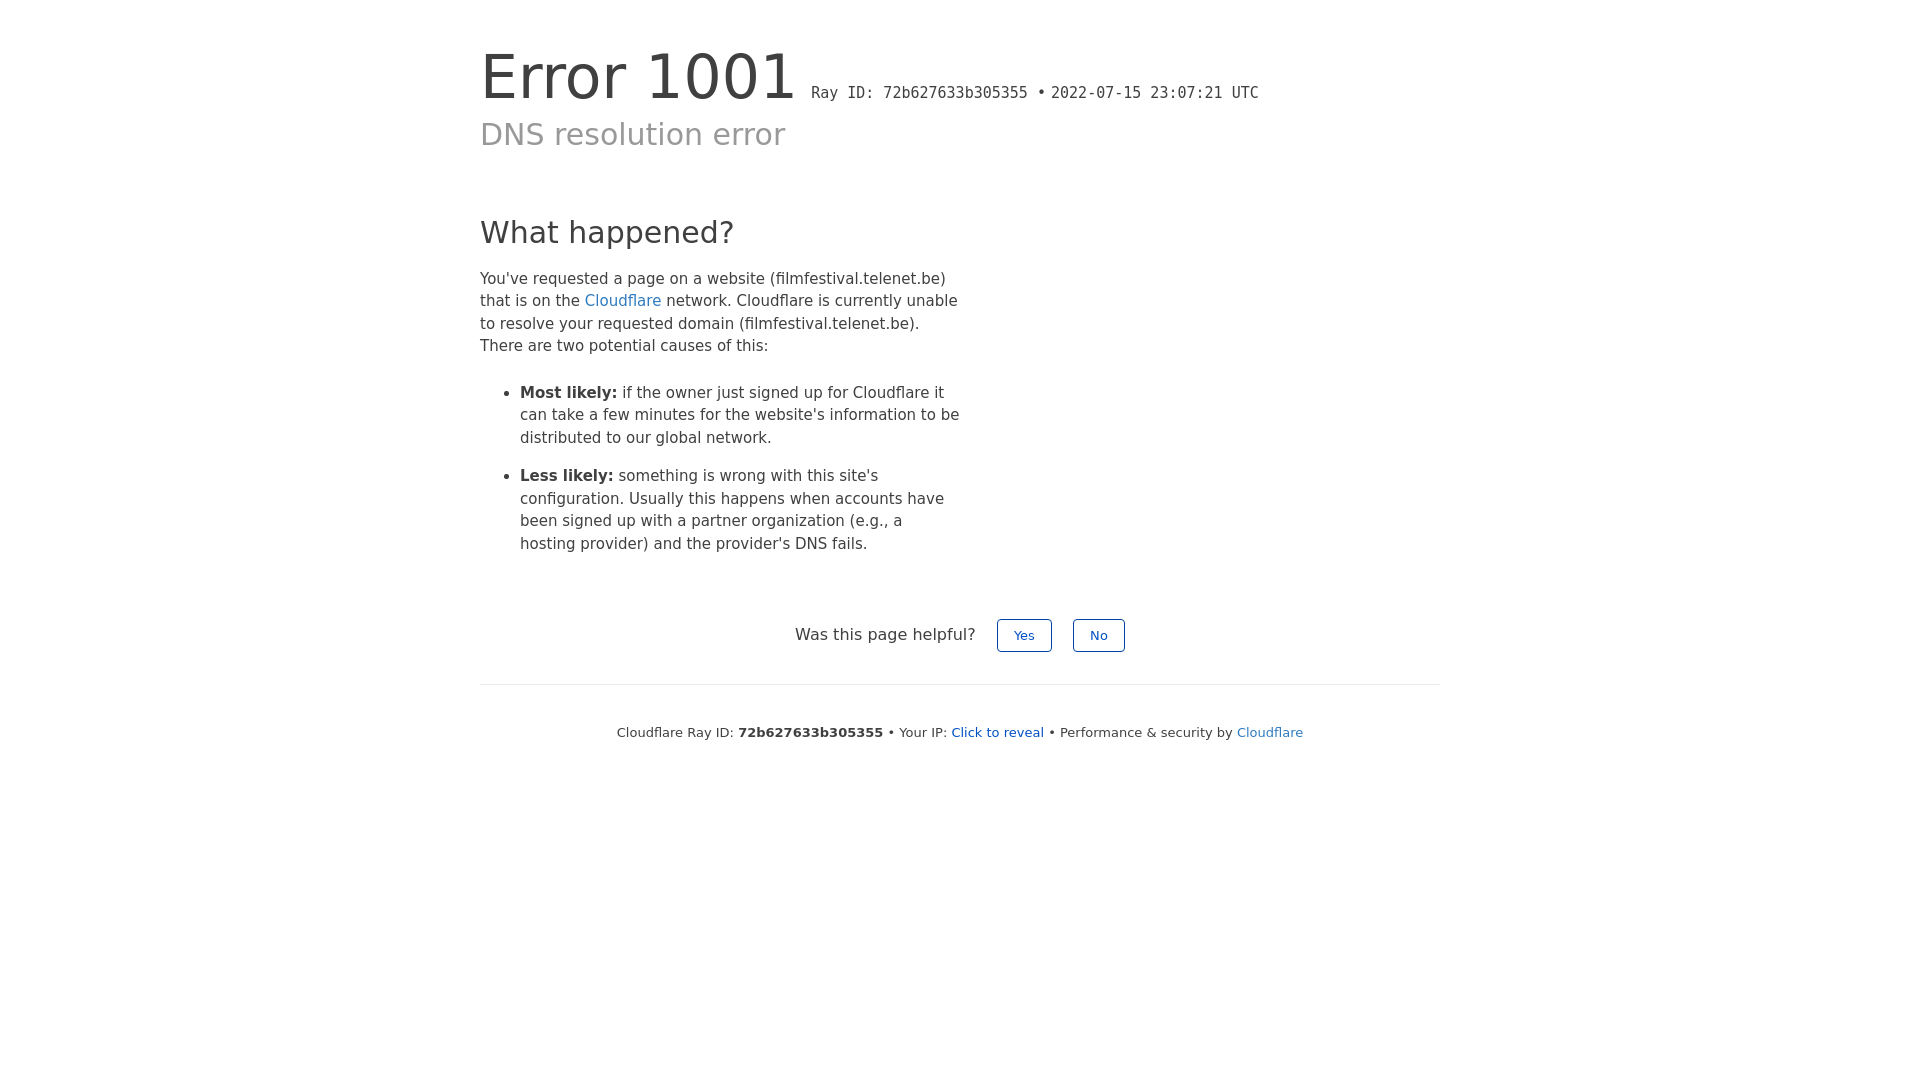 Error 1001 Ray ID: 72b627633b305355 • 2022-07-15 23:07:21 UTC
DNS resolution error
What happened?
You've requested a page on a website (filmfestival.telenet.be)
that is on the Cloudflare network. Cloudflare is currently unable
to resolve your requested domain (filmfestival.telenet.be).
There are two potential causes of this:
• Most likely: if the owner just signed up for Cloudflare it
can take a few minutes for the website's information to be
distributed to our global network.
• Less likely: something is wrong with this site's
configuration. Usually this happens when accounts have
been signed up with a partner organization (e.g., a
hosting provider) and the provider's DNS fails.
Was this page helpful? Yes No
Cloudflare Ray ID: 72b627633b305355 • Your IP: Click to reveal • Performance & security by Cloudflare